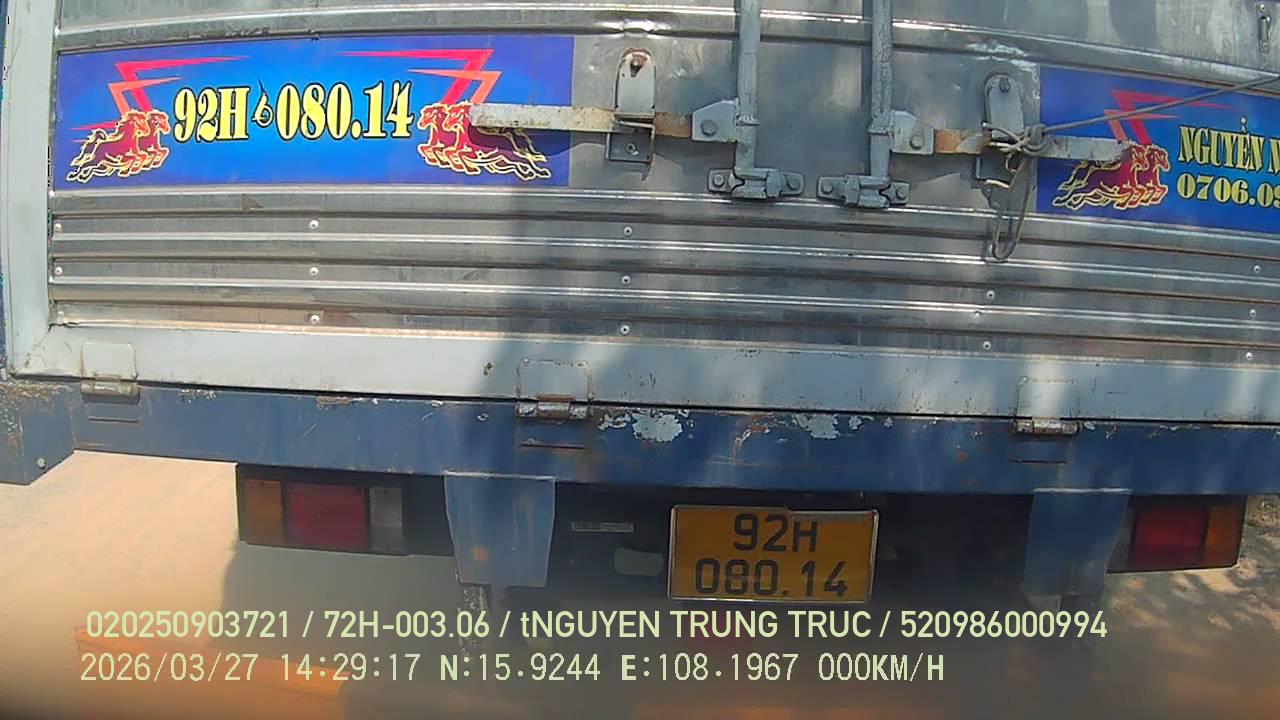 92H 080.14
NGUYÊN
0706.0
92H
080.14
020250903721 / 72H-003.06 / tNGUYEN TRUNG TRUC / 520986000994
2026/03/27 14:29:17 N:15.9244 E:108.1967 000KM/H